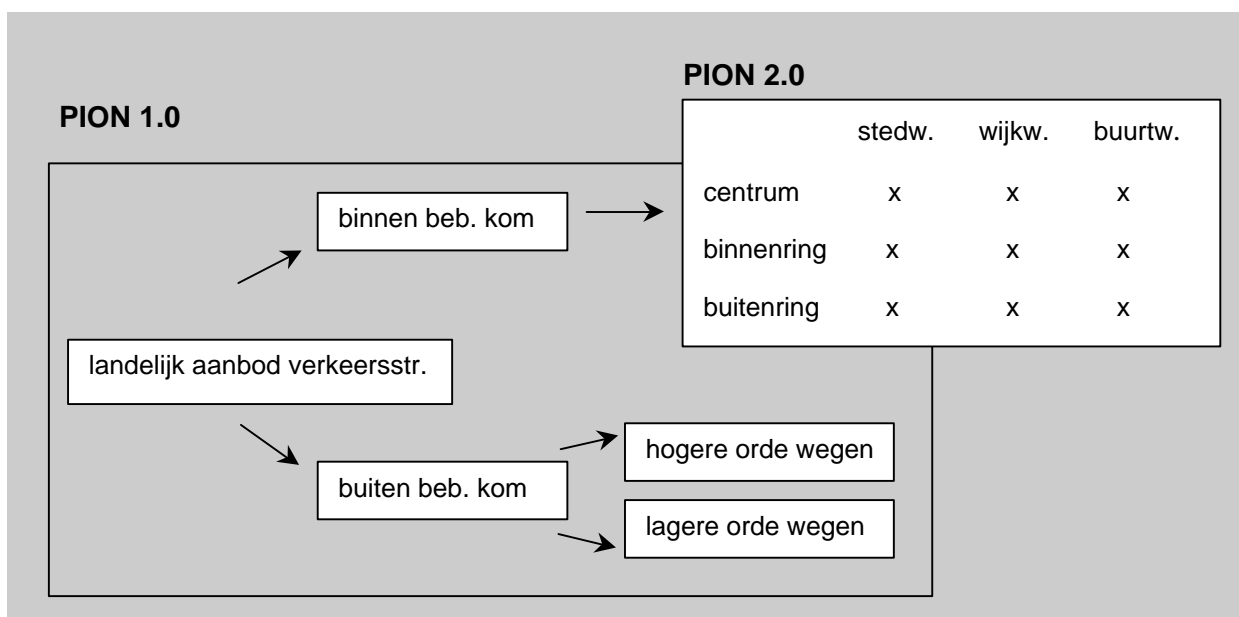 PION 2.0
PION 1.0
stedw. wijkw. buurtw.
centrum x x x
binnenring x x x
buitenring x x x
binnen beb. kom
landelijk aanbod verkeersstr.
buiten beb. kom
hogere orde wegen
lagere orde wegen